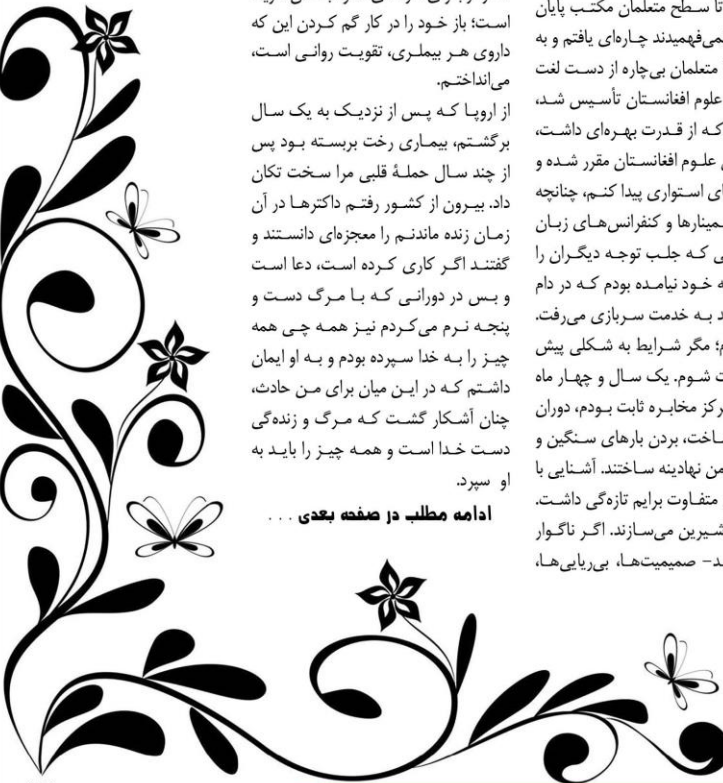 تا سطح متعلمان مکتب پایان
نمی‌فهمیدند چاره‌ای یافتم و به
متعلمان بی‌چاره از دست لغت
علوم افغانستان تأسیس شد،
که از قدرت بهره‌ای داشت،
علوم افغانستان مقرر شده و
ای استواری پیدا کنم، چنانچه
سمینارها و کنفرانس‌های زبان
ی که جلب توجه دیگران را
ه خود نیامده بودم که در دام
د به خدمت سربازی می‌رفت.
م؛ مگر شرایط به شکلی پیش
ت شوم. یک سال و چهار ماه
رکز مخابره ثابت بودم، دوران
ساخت، بردن بارهای سنگین و
من نهادینه ساختند. آشنایی با
متفاوت برایم تازه‌گی داشت.
شیرین می‌سازند. اگر ناگوار
ند- صمیمیت‌ها، بی‌ریایی‌ها،
است؛ باز خود را در کار گم کردن این که
داروی هر بیماری، تقویت روانی است،
می‌انداختم.
از اروپا که پس از نزدیک به یک سال
برگشتم، بیماری رخت بربسته بود پس
از چند سال حملهٔ قلبی مرا سخت تکان
داد. بیرون از کشور رفتم داکترها در آن
زمان زنده ماندنم را معجزه‌ای دانستند و
گفتند اگر کاری کرده است، دعا است
و بس در دورانی که با مرگ دست و
پنجه نرم می‌کردم نیز همه چی همه
چیز را به خدا سپرده بودم و به او ایمان
داشتم که در این میان برای من حادث،
چنان آشکار گشت که مرگ و زنده‌گی
دست خدا است و همه چیز را باید به
او سپرد.
ادامه مطلب در صفحه بعدی . . .